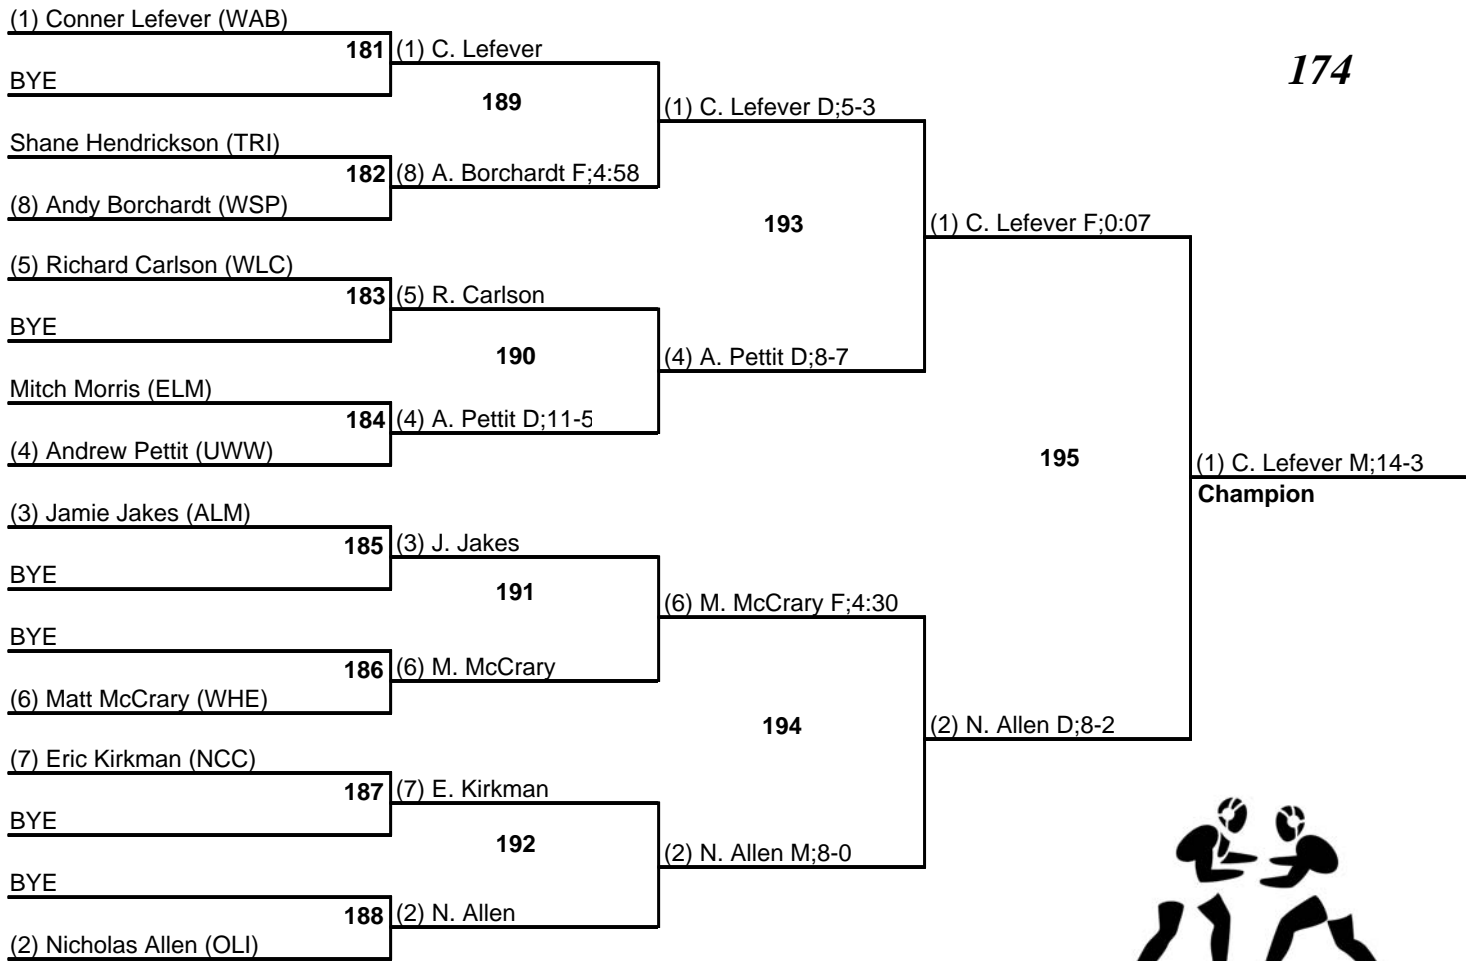 (1) Conner Lefever (WAB)
181
(1) C. Lefever
BYE
174
189
(1) C. Lefever D;5-3
Shane Hendrickson (TRI)
182
(8) A. Borchardt F;4:58
(8) Andy Borchardt (WSP)
193
(1) C. Lefever F;0:07
(5) Richard Carlson (WLC)
183
(5) R. Carlson
BYE
190
(4) A. Pettit D;8-7
Mitch Morris (ELM)
184
(4) A. Pettit D;11-5
(4) Andrew Pettit (UWW)
195
(1) C. Lefever M;14-3
Champion
(3) Jamie Jakes (ALM)
185
(3) J. Jakes
BYE
191
(6) M. McCrary F;4:30
BYE
186
(6) M. McCrary
(6) Matt McCrary (WHE)
194
(2) N. Allen D;8-2
(7) Eric Kirkman (NCC)
187
(7) E. Kirkman
BYE
192
(2) N. Allen M;8-0
BYE
188
(2) N. Allen
(2) Nicholas Allen (OLI)